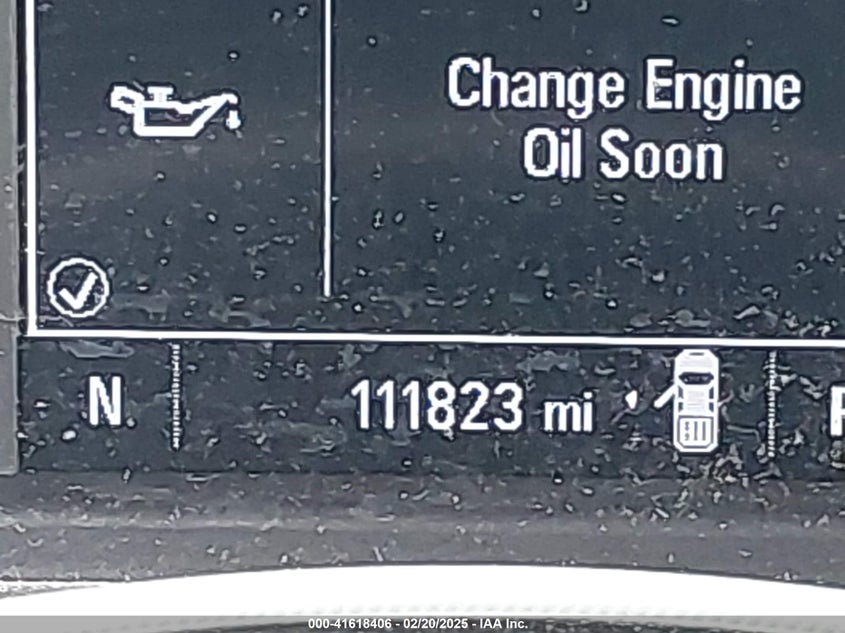 Change Engine
Oil Soon
N 111823 mi
000-41618406 - 02/20/2025 - IAA Inc.